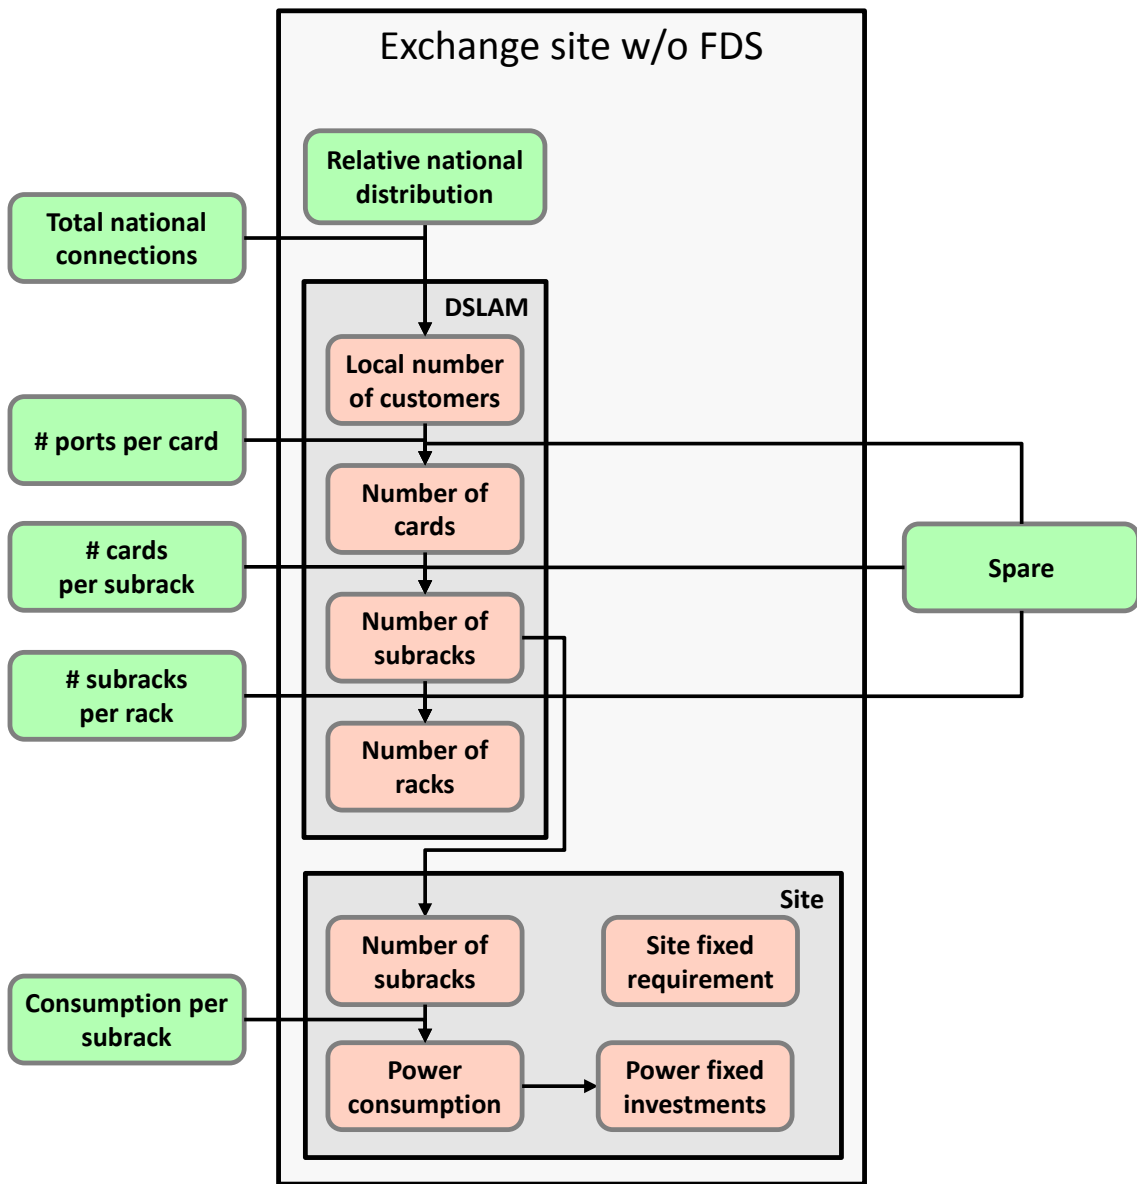 Exchange site w/o FDS
Relative national
distribution
Total national
connections
DSLAM
Local number
of customers
# ports per card
Number of
cards
# cards
per subrack
Spare
Number of
subracks
# subracks
per rack
Number of
racks
Site
Number of
subracks
Site fixed
requirement
Consumption per
subrack
Power
consumption
Power fixed
investments